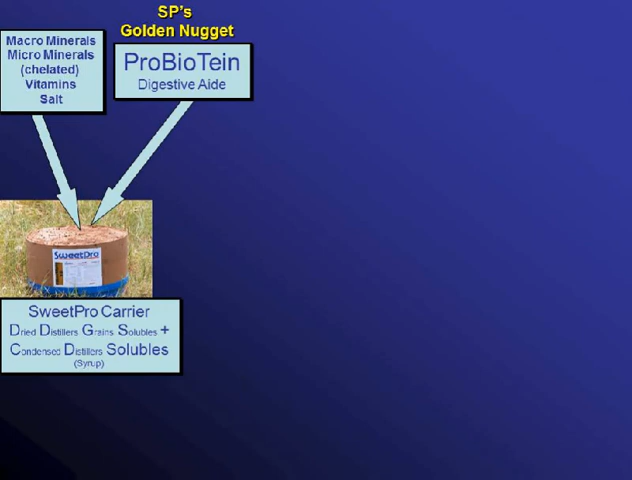 SP's
Golden Nugget
Macro Minerals
Micro Minerals
(chelated)
Vitamins
Salt
ProBioTein
Digestive Aide
SweetPro
SweetPro Carrier
Dried Distillers Grains Solubles +
Condensed Distillers Solubles
(Syrup)